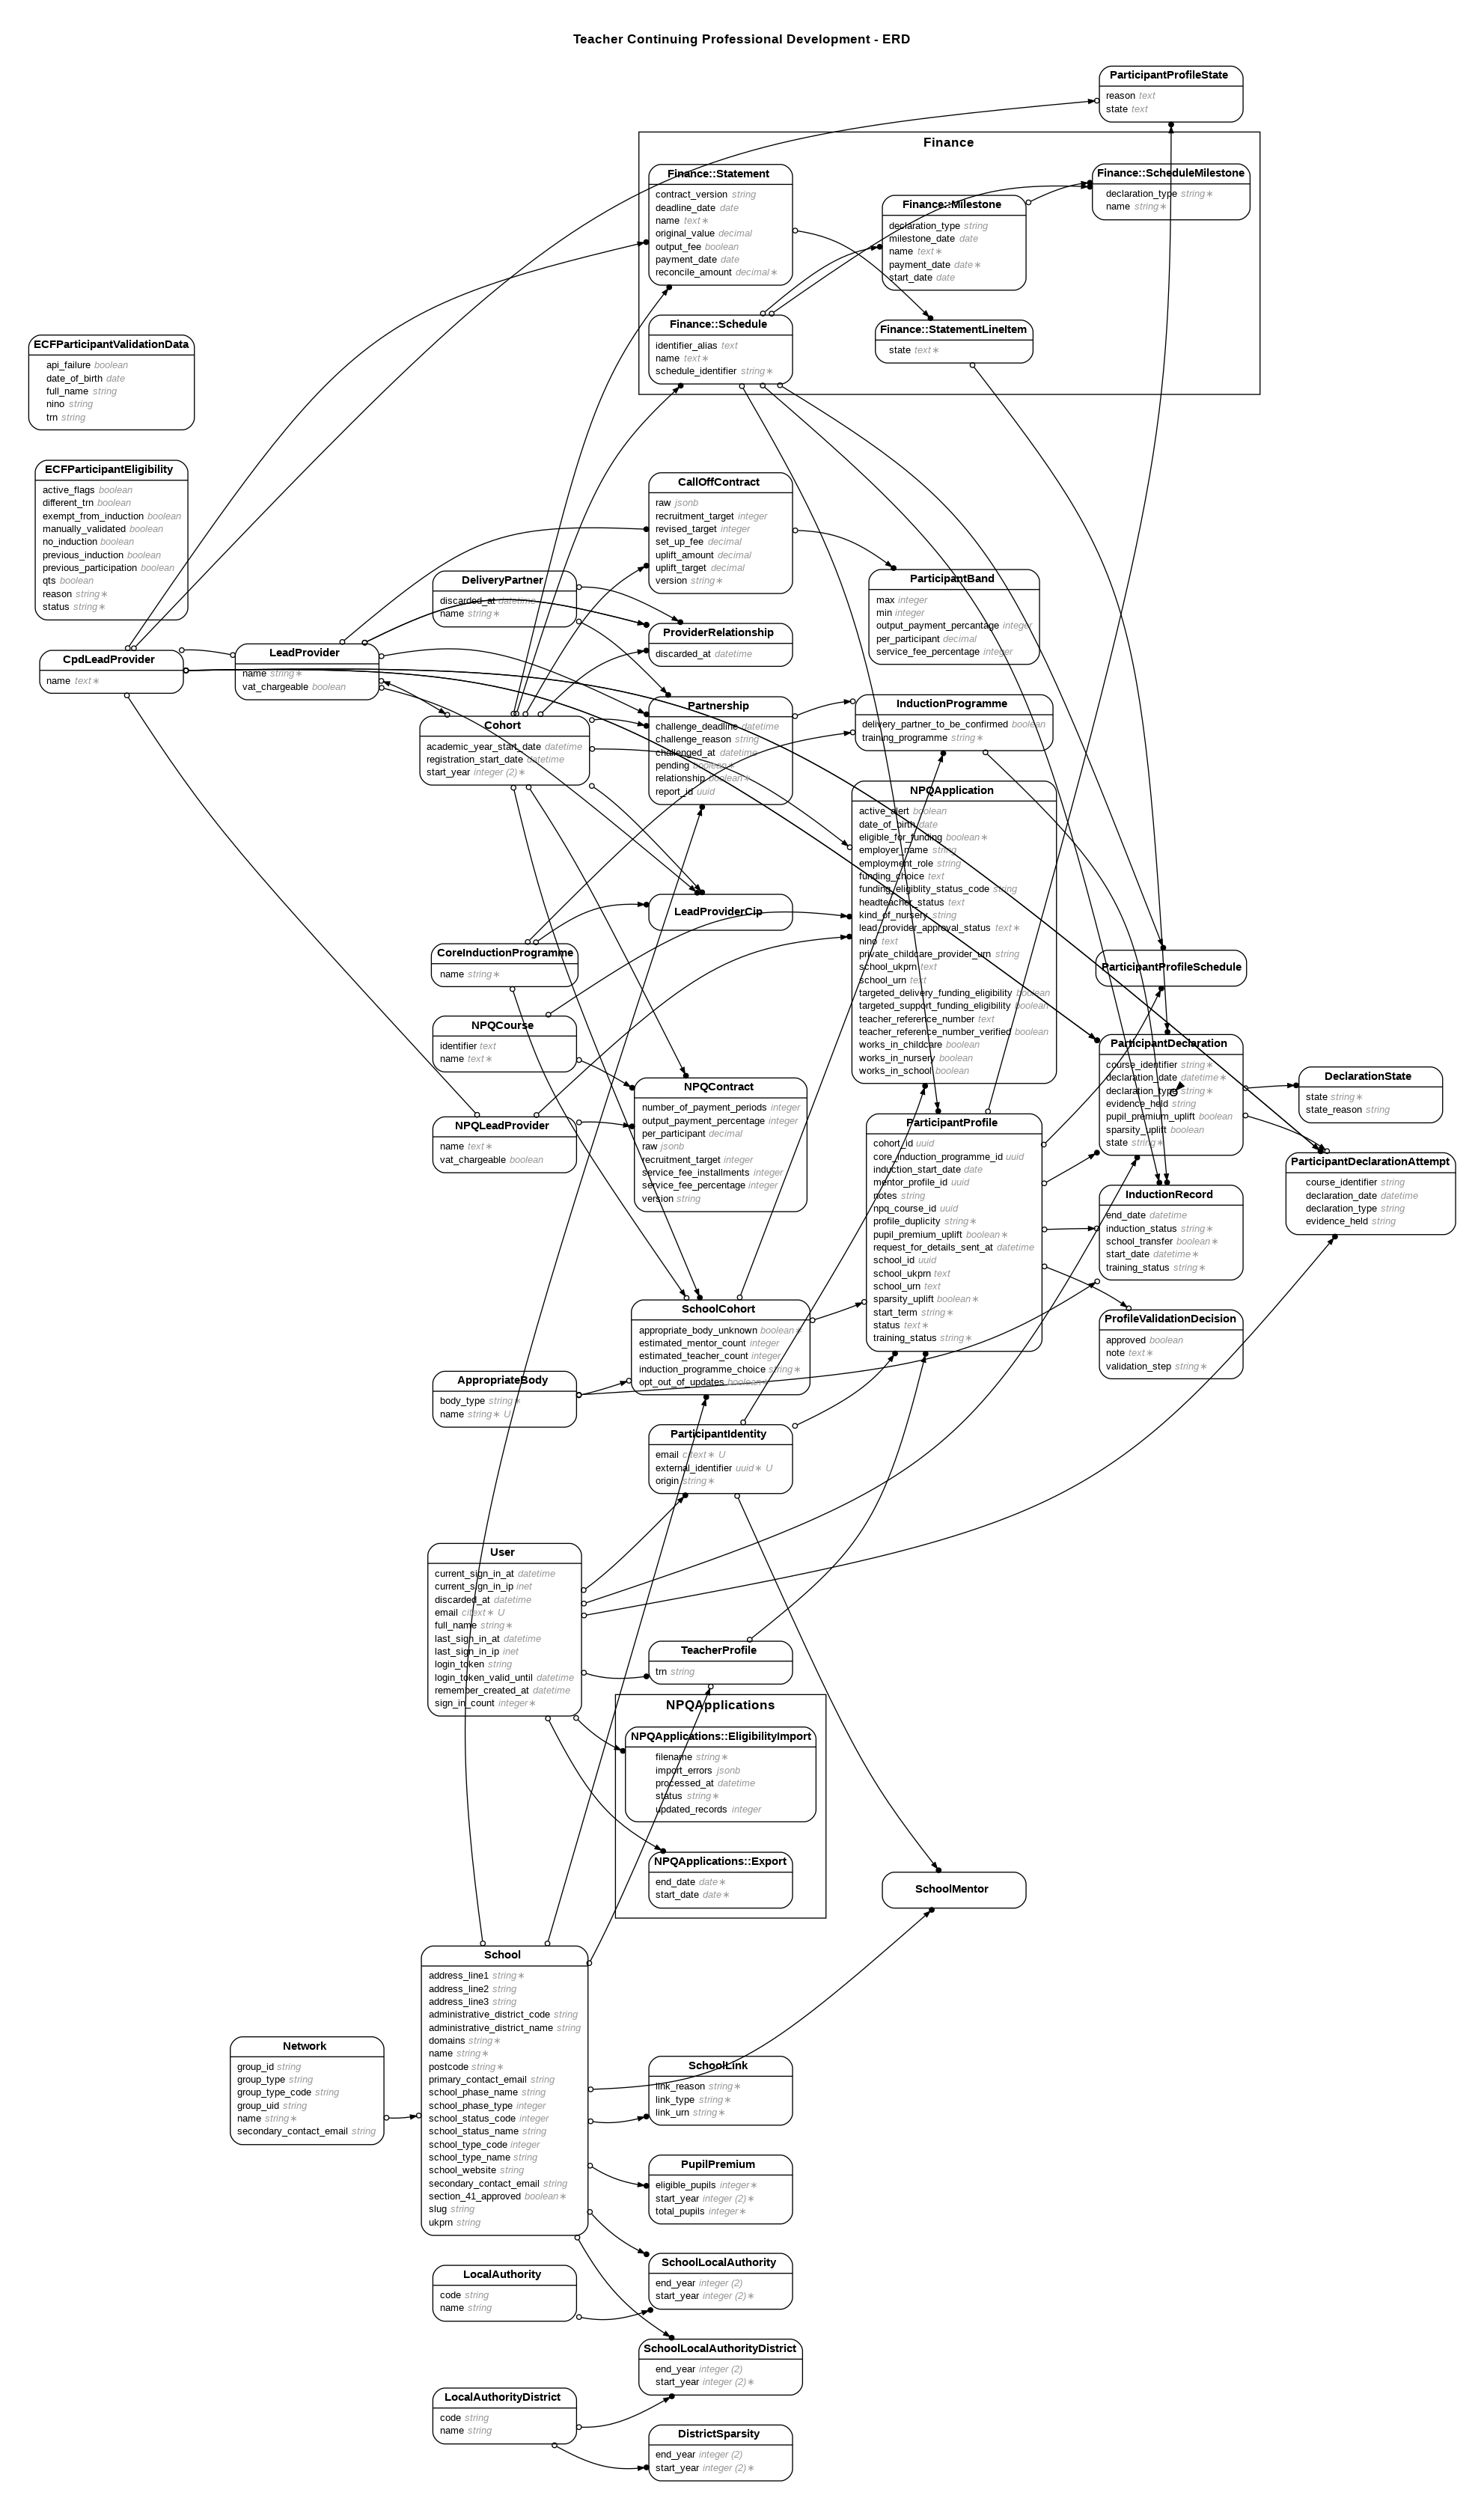 Teacher Continuing Professional Development - ERD
ParticipantProfileState
reason text
state text
Finance
Finance::Statement
contract_version string
deadline_date date
name text∗
original_value decimal
output_fee boolean
payment_date date
reconcile_amount decimal∗
Finance::Milestone
declaration_type string
milestone_date date
name text∗
payment_date date∗
start_date date
Finance::ScheduleMilestone
declaration_type string∗
name string∗
Finance::Schedule
identifier_alias text
name text∗
schedule_identifier string∗
Finance::StatementLineItem
state text∗
ECFParticipantValidationData
api_failure boolean
date_of_birth date
full_name string
nino string
trn string
ECFParticipantEligibility
active_flags boolean
different_trn boolean
exempt_from_induction boolean
manually_validated boolean
no_induction boolean
previous_induction boolean
previous_participation boolean
qts boolean
reason string∗
status string∗
CallOffContract
raw jsonb
recruitment_target integer
revised_target integer
set_up_fee decimal
uplift_amount decimal
uplift_target decimal
version string∗
DeliveryPartner
discarded_at datetime
name string∗
ParticipantBand
max integer
min integer
output_payment_percantage integer
per_participant decimal
service_fee_percentage integer
ProviderRelationship
discarded_at datetime
CpdLeadProvider
name text∗
LeadProvider
name string∗
vat_chargeable boolean
Cohort
academic_year_start_date datetime
registration_start_date datetime
start_year integer (2)∗
Partnership
challenge_deadline datetime
challenge_reason string
challenged_at datetime
pending boolean∗
relationship boolean∗
report_id uuid
InductionProgramme
delivery_partner_to_be_confirmed boolean
training_programme string∗
NPQApplication
active_alert boolean
date_of_birth date
eligible_for_funding boolean∗
employer_name string
employment_role string
funding_choice text
funding_eligiblity_status_code string
headteacher_status text
kind_of_nursery string
lead_provider_approval_status text∗
nino text
private_childcare_provider_urn string
school_ukprn text
school_urn text
targeted_delivery_funding_eligibility boolean
targeted_support_funding_eligibility boolean
teacher_reference_number text
teacher_reference_number_verified boolean
works_in_childcare boolean
works_in_nursery boolean
works_in_school boolean
LeadProviderCip
CoreInductionProgramme
name string∗
ParticipantProfileSchedule
NPQCourse
identifier text
name text∗
NPQContract
number_of_payment_periods integer
output_payment_percentage integer
per_participant decimal
raw jsonb
recruitment_target integer
service_fee_installments integer
service_fee_percentage integer
version string
NPQLeadProvider
name text∗
vat_chargeable boolean
ParticipantDeclaration
course_identifier string∗
declaration_date datetime∗
declaration_type string∗
evidence_held string
pupil_premium_uplift boolean
sparsity_uplift boolean
state string∗
DeclarationState
state string∗
state_reason string
ParticipantDeclarationAttempt
course_identifier string
declaration_date datetime
declaration_type string
evidence_held string
ParticipantProfile
cohort_id uuid
core_induction_programme_id uuid
induction_start_date date
mentor_profile_id uuid
notes string
npq_course_id uuid
profile_duplicity string∗
pupil_premium_uplift boolean∗
request_for_details_sent_at datetime
school_id uuid
school_ukprn text
school_urn text
sparsity_uplift boolean∗
start_term string∗
status text∗
training_status string∗
InductionRecord
end_date datetime
induction_status string∗
school_transfer boolean∗
start_date datetime∗
training_status string∗
ProfileValidationDecision
approved boolean
note text∗
validation_step string∗
SchoolCohort
appropriate_body_unknown boolean∗
estimated_mentor_count integer
estimated_teacher_count integer
induction_programme_choice string∗
opt_out_of_updates boolean∗
AppropriateBody
body_type string∗
name string∗ U
ParticipantIdentity
email citext∗ U
external_identifier uuid∗ U
origin string∗
User
current_sign_in_at datetime
current_sign_in_ip inet
discarded_at datetime
email citext∗ U
full_name string∗
last_sign_in_at datetime
last_sign_in_ip inet
login_token string
login_token_valid_until datetime
remember_created_at datetime
sign_in_count integer∗
TeacherProfile
trn string
NPQApplications
NPQApplications::EligibilityImport
filename string∗
import_errors jsonb
processed_at datetime
status string∗
updated_records integer
NPQApplications::Export
end_date date∗
start_date date∗
SchoolMentor
School
address_line1 string∗
address_line2 string
address_line3 string
administrative_district_code string
administrative_district_name string
domains string∗
name string∗
postcode string∗
primary_contact_email string
school_phase_name string
school_phase_type integer
school_status_code integer
school_status_name string
school_type_code integer
school_type_name string
school_website string
secondary_contact_email string
section_41_approved boolean∗
slug string
ukprn string
Network
group_id string
group_type string
group_type_code string
group_uid string
name string∗
secondary_contact_email string
SchoolLink
link_reason string∗
link_type string∗
link_urn string∗
PupilPremium
eligible_pupils integer∗
start_year integer (2)∗
total_pupils integer∗
SchoolLocalAuthority
end_year integer (2)
start_year integer (2)∗
LocalAuthority
code string
name string
SchoolLocalAuthorityDistrict
end_year integer (2)
start_year integer (2)∗
LocalAuthorityDistrict
code string
name string
DistrictSparsity
end_year integer (2)
start_year integer (2)∗